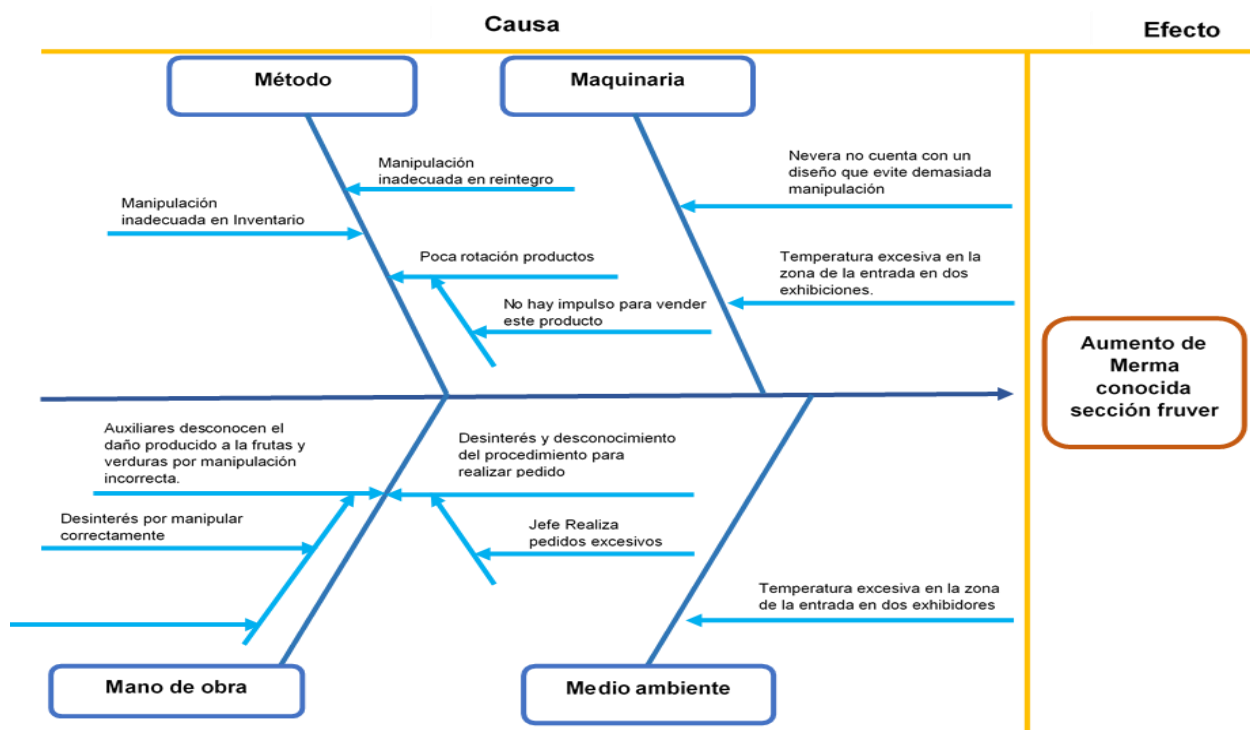 Causa
Efecto
Método
Maquinaria
Manipulación
inadecuada en reintegro
Manipulación
inadecuada en Inventario
Poca rotación productos
No hay impulso para vender
este producto
Nevera no cuenta con un
diseño que evite demasiada
manipulación
Temperatura excesiva en la
zona de la entrada en dos
exhibiciones.
Aumento de
Merma
conocida
sección fruver
Auxiliares desconocen el
daño producido a la frutas y
verduras por manipulación
incorrecta.
Desinterés por manipular
correctamente
Desinterés y desconocimiento
del procedimiento para
realizar pedido
Jefe Realiza
pedidos excesivos
Temperatura excesiva en la zona
de la entrada en dos exhibidores
Mano de obra
Medio ambiente